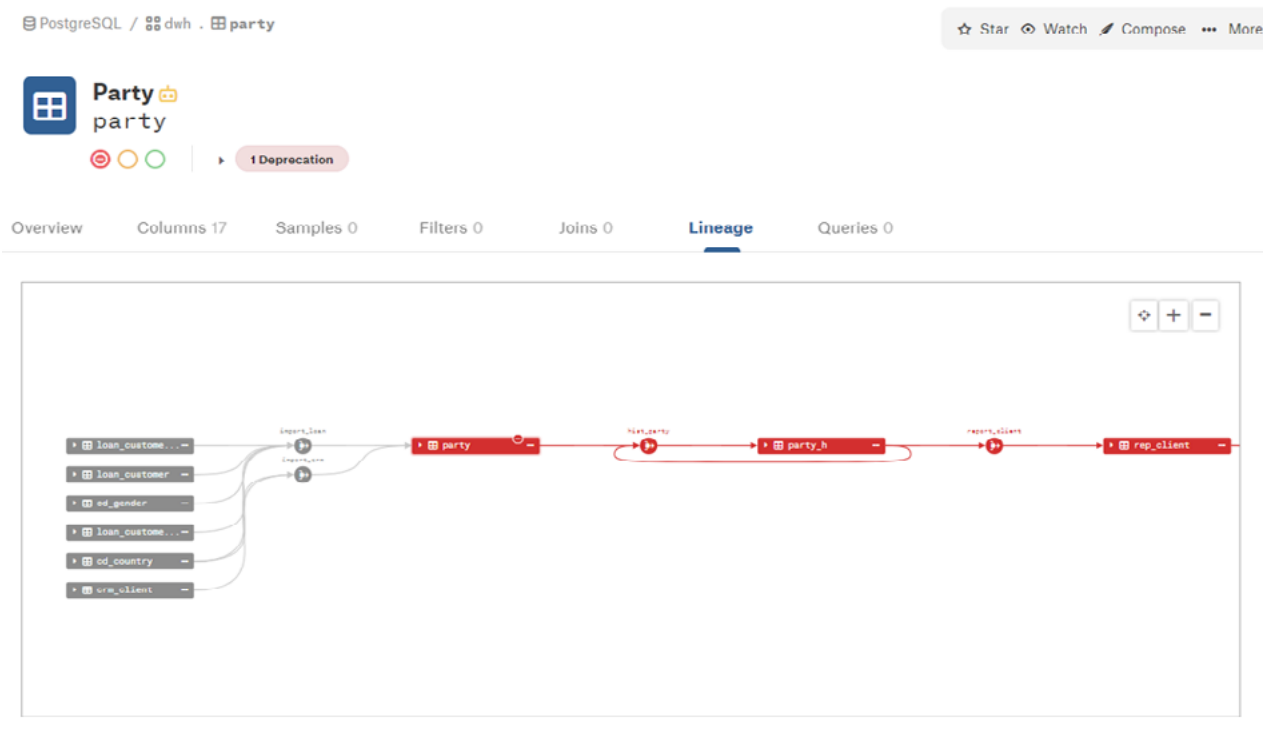 PostgreSQL / dwh . party
Star Watch Compose ••• More
Party
party
1 Deprecation
Overview Columns 17 Samples 0 Filters 0 Joins 0 Lineage Queries 0
import_loan
hist_party
report_client
loan_custome...
party
party_h
rep_client
import_crm
loan_customer
cd_gender
loan_custome...
cd_country
crm_client